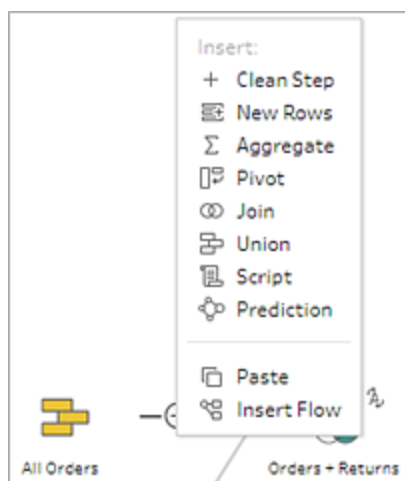 Insert:
Clean Step
New Rows
Aggregate
Pivot
Join
Union
Script
Prediction
Paste
Insert Flow
All Orders
Orders + Returns